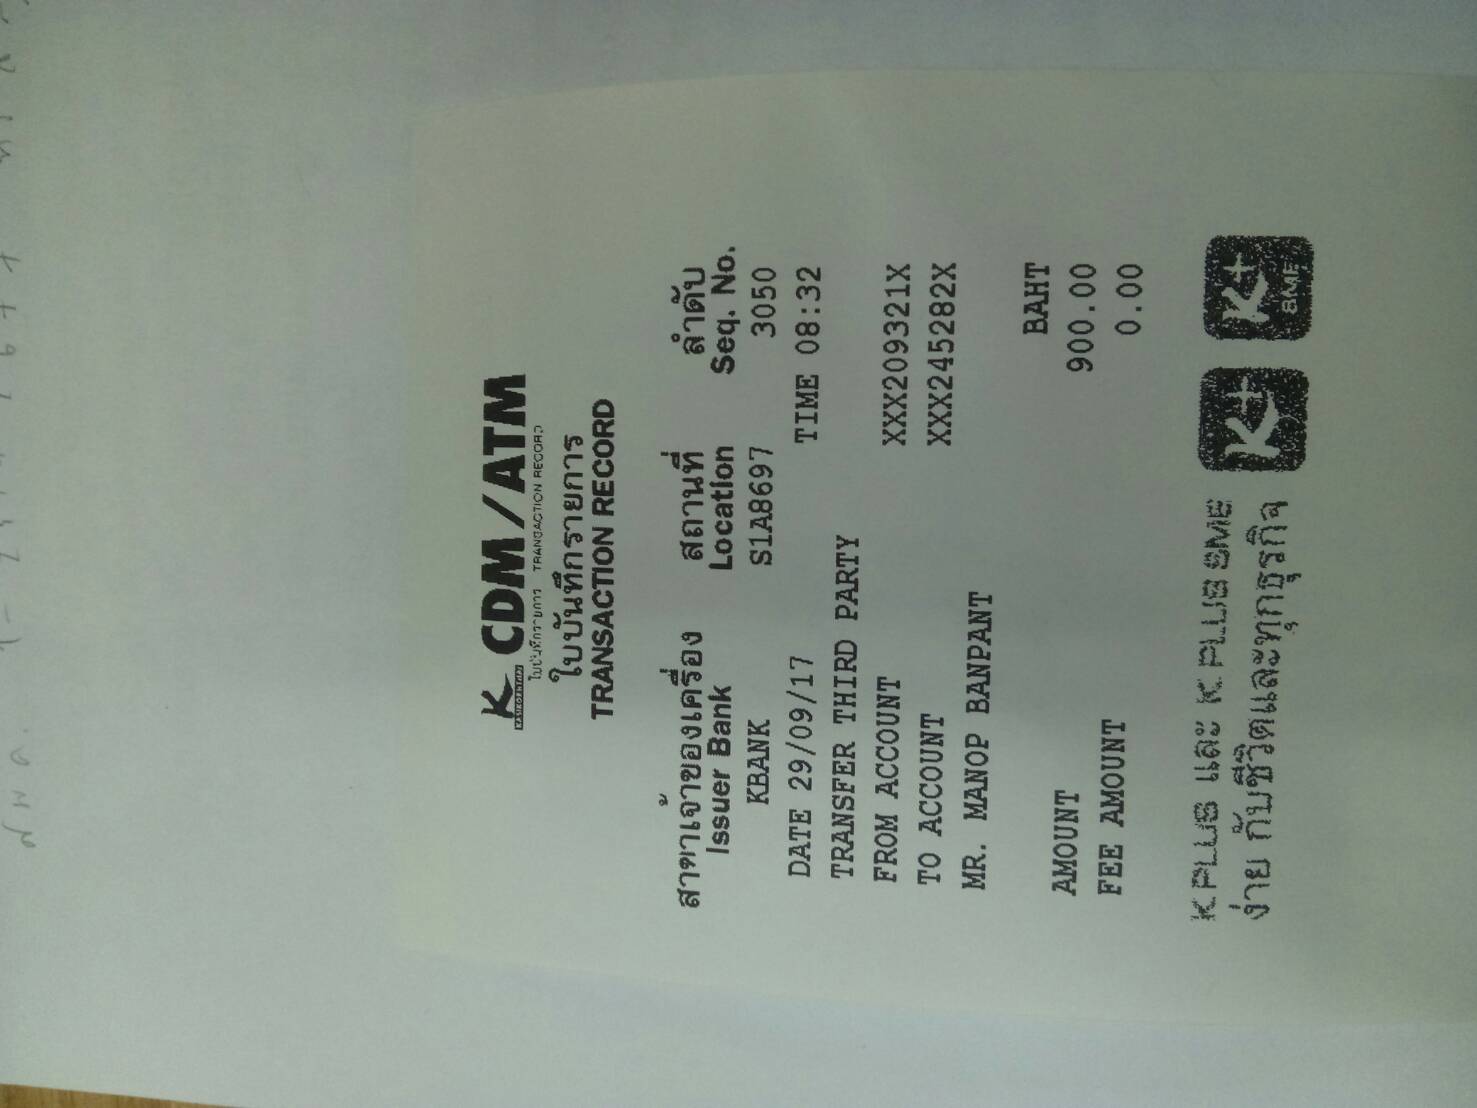 K CDM/ATM
ใบบันทึกรายการ TRANSACTION RECORD
ใบบันทึกรายการ
TRANSACTION RECORD
สาขาเจ้าของเครื่อง สถานที่ ลำดับ
Issuer Bank Location Seq. No.
KBANK S1A8697 3050
DATE 29/09/17 TIME 08:32
TRANSFER THIRD PARTY
FROM ACCOUNT XXX209321X
TO ACCOUNT XXX245282X
MR. MANOP BANPANT
BAHT
AMOUNT 900.00
FEE AMOUNT 0.00
K PLUS และ K PLUS SME
ง่าย กับชีวิตและทุกธุรกิจ
K+ K+ SME